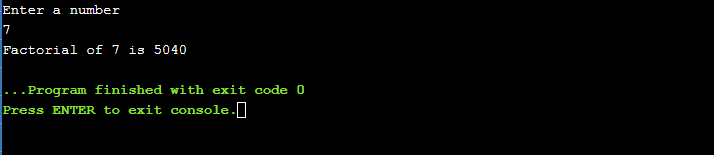 Enter a number
7
Factorial of 7 is 5040
...Program finished with exit code 0
Press ENTER to exit console.